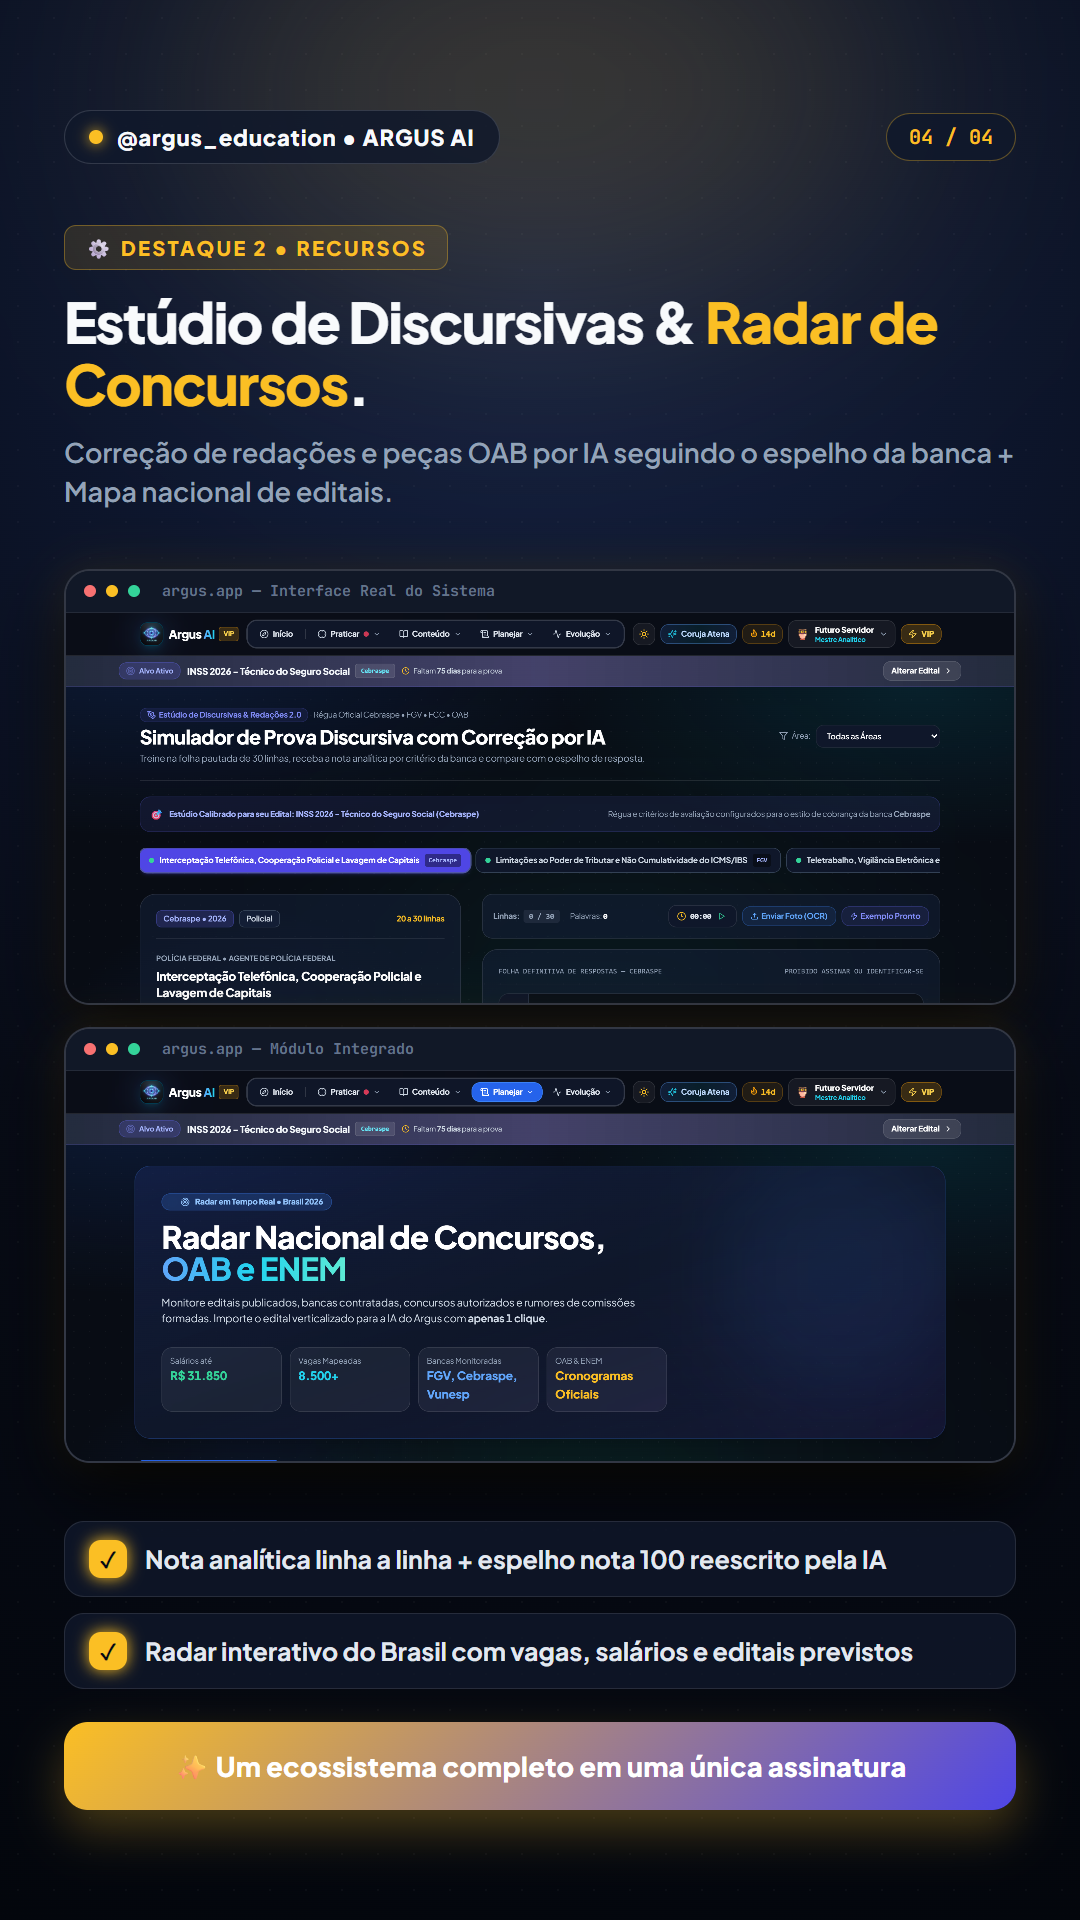 @argus_education • ARGUS AI
04 / 04
DESTAQUE 2 • RECURSOS
Estúdio de Discursivas & Radar de
Concursos.
Correção de redações e peças OAB por IA seguindo o espelho da banca +
Mapa nacional de editais.
argus.app — Interface Real do Sistema
Argus AI VIP Início Praticar Conteúdo Planejar Evolução Coruja Atena 14d Futuro Servidor VIP
Mestre Analítico
Alvo Ativo INSS 2026 – Técnico do Seguro Social Cebraspe Faltam 75 dias para a prova Alterar Edital
Estúdio de Discursivas & Redações 2.0 Régua Oficial Cebraspe • FGV • FCC • OAB
Simulador de Prova Discursiva com Correção por IA
Área: Todas as Áreas
Treine na folha pautada de 30 linhas, receba a nota analítica por critério da banca e compare com o espelho de resposta.
Estúdio Calibrado para seu Edital: INSS 2026 – Técnico do Seguro Social (Cebraspe) Régua e critérios de avaliação configurados para o estilo de cobrança da banca Cebraspe
Interceptação Telefônica, Cooperação Policial e Lavagem de Capitais Cebraspe Limitações ao Poder de Tributar e Não Cumulatividade do ICMS/IBS FGV Teletrabalho, Vigilância Eletrônica e
Cebraspe • 2026 Policial 20 a 30 linhas
Linhas: 0 / 30 Palavras: 0 00:00 Enviar Foto (OCR) Exemplo Pronto
POLÍCIA FEDERAL • AGENTE DE POLÍCIA FEDERAL
Interceptação Telefônica, Cooperação Policial e
Lavagem de Capitais
FOLHA DEFINITIVA DE RESPOSTAS — CEBRASPE PROIBIDO ASSINAR OU IDENTIFICAR-SE
argus.app — Módulo Integrado
Argus AI VIP Início Praticar Conteúdo Planejar Evolução Coruja Atena 14d Futuro Servidor VIP
Mestre Analítico
Alvo Ativo INSS 2026 – Técnico do Seguro Social Cebraspe Faltam 75 dias para a prova Alterar Edital
Radar em Tempo Real • Brasil 2026
Radar Nacional de Concursos,
OAB e ENEM
Monitore editais publicados, bancas contratadas, concursos autorizados e rumores de comissões
formadas. Importe o edital verticalizado para a IA do Argus com apenas 1 clique.
Salários até
R$ 31.850
Vagas Mapeadas
8.500+
Bancas Monitoradas
FGV, Cebraspe,
Vunesp
OAB & ENEM
Cronogramas
Oficiais
Nota analítica linha a linha + espelho nota 100 reescrito pela IA
Radar interativo do Brasil com vagas, salários e editais previstos
Um ecossistema completo em uma única assinatura